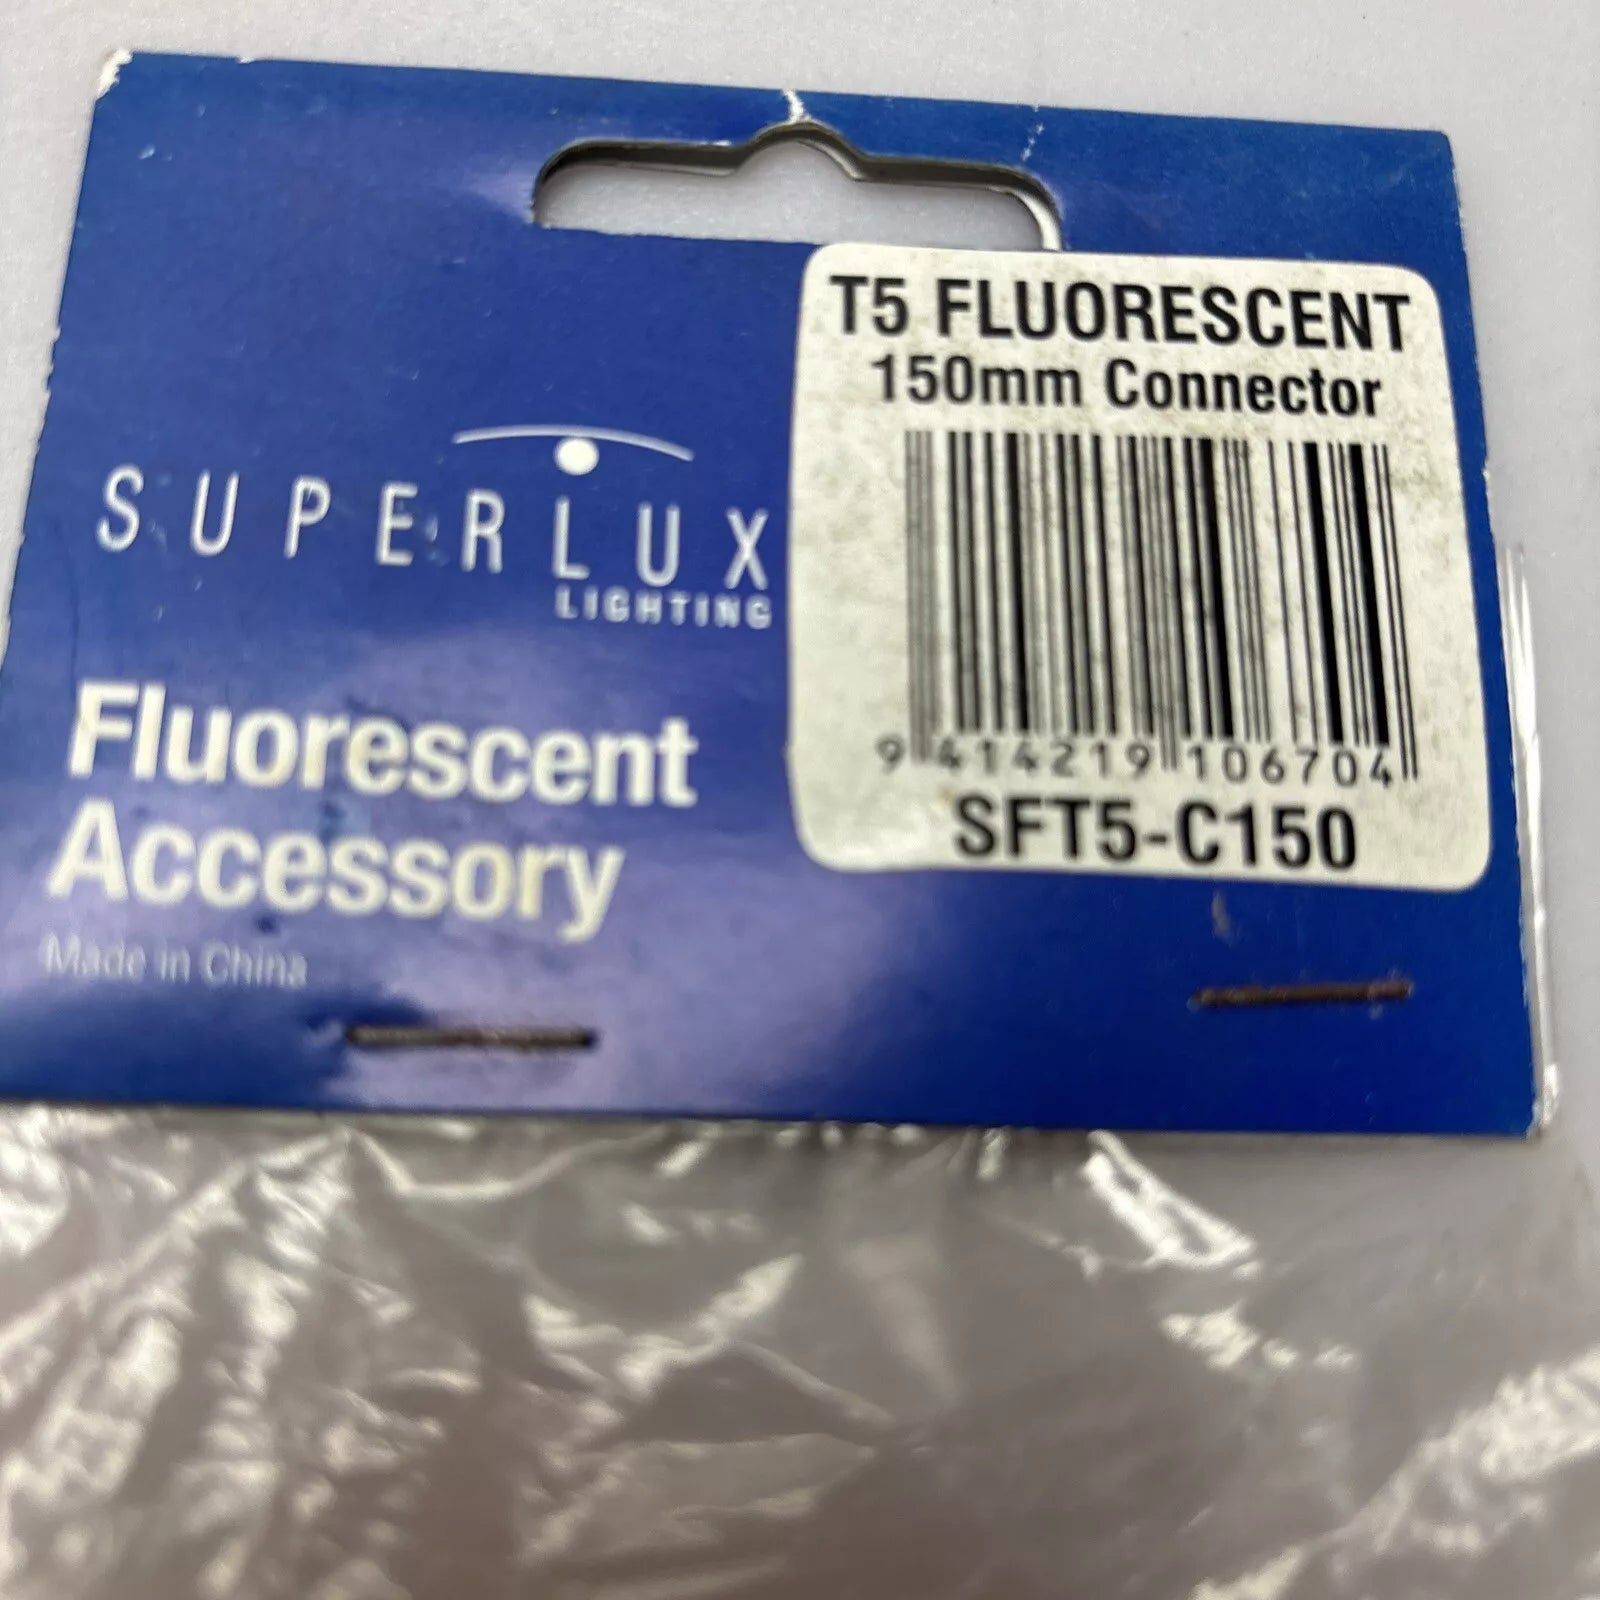 T5 FLUORESCENT
150mm Connector
9 414219 106704
SFT5-C150
SUPERLUX
LIGHTING
Fluorescent
Accessory
Made in China